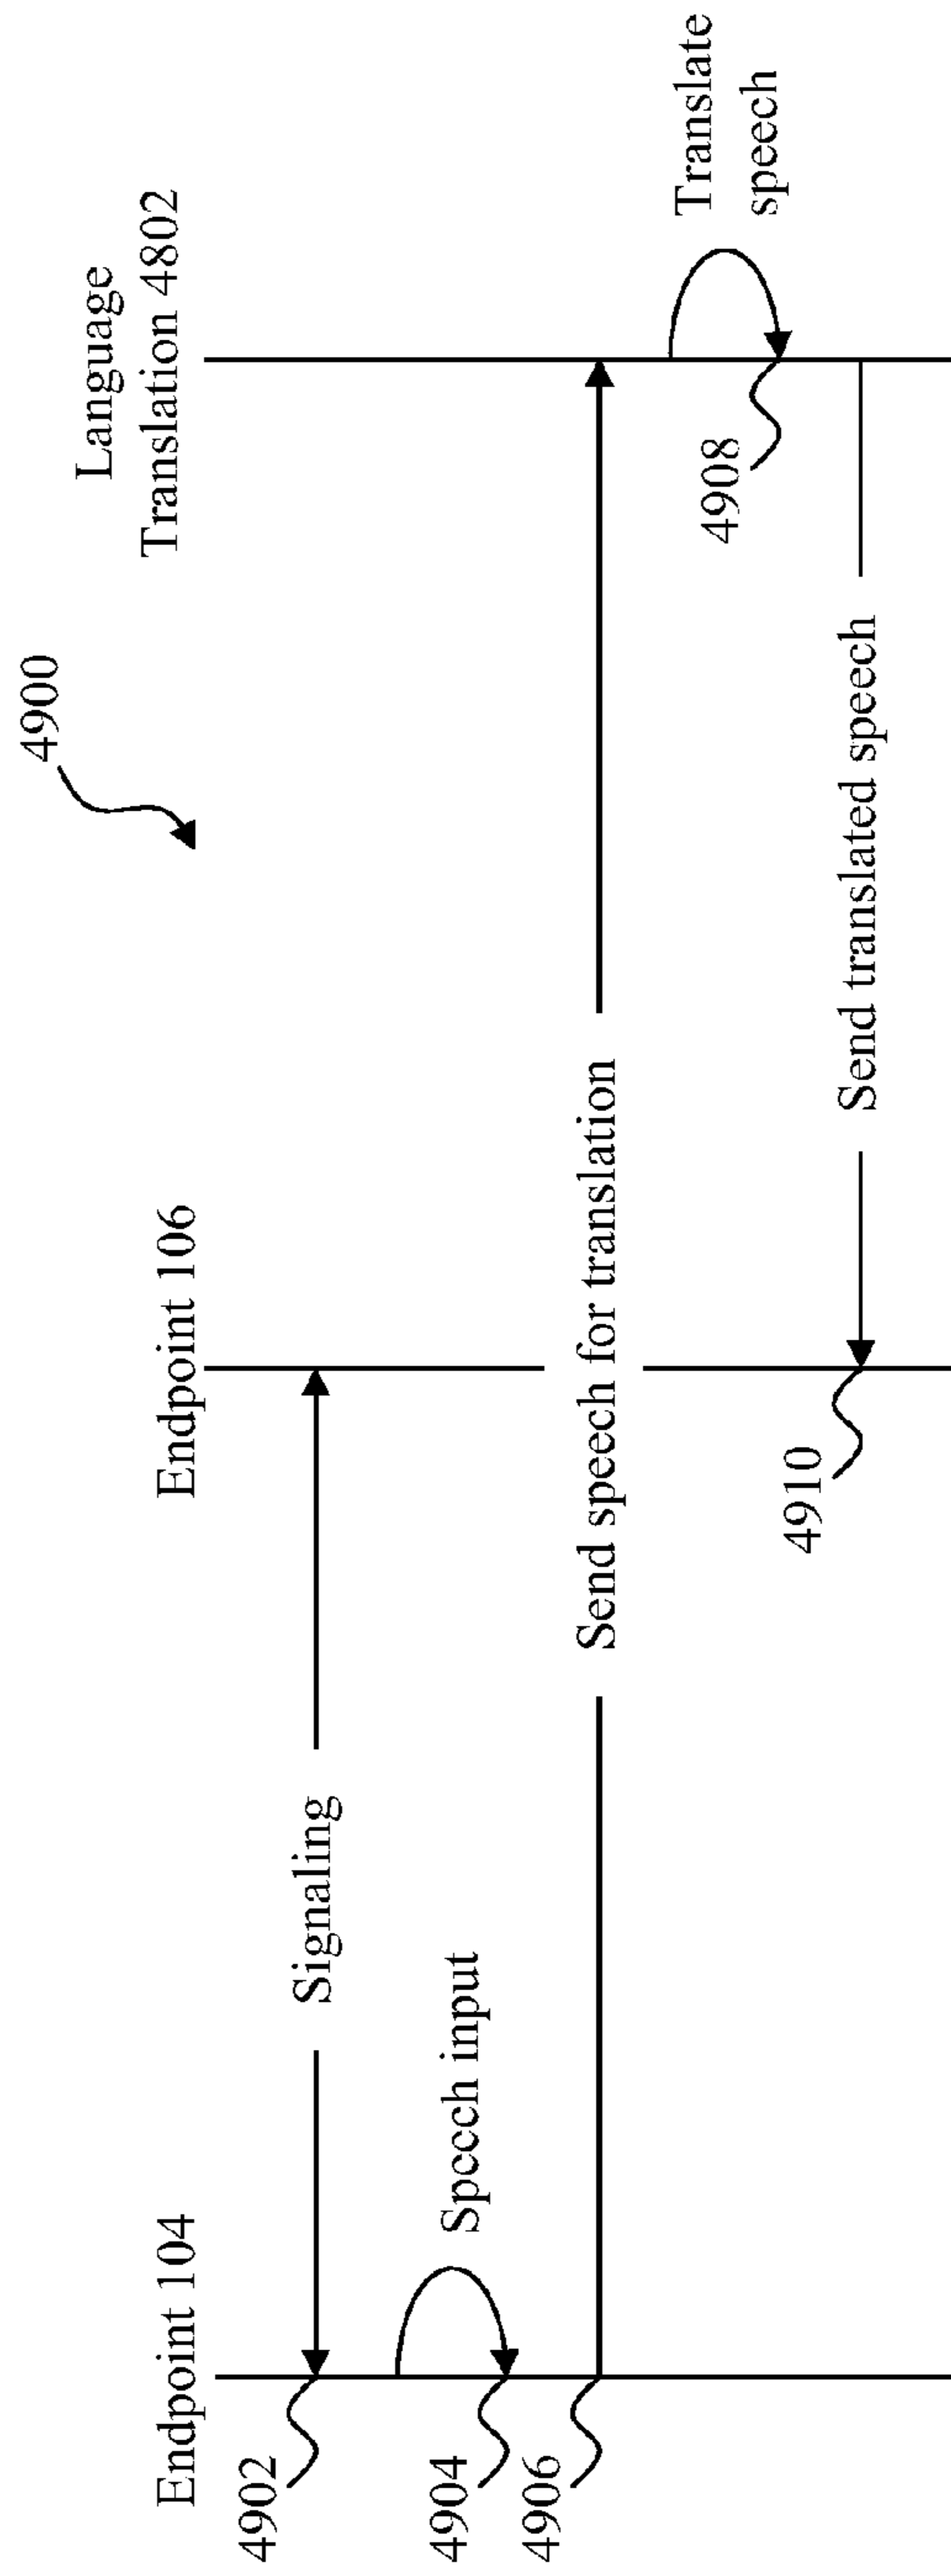 4900
Endpoint 104
Endpoint 106
Language
Translation 4802
4902
Signaling
4904
Speech input
4906
Send speech for translation
Translate
speech
4908
Send translated speech
4910